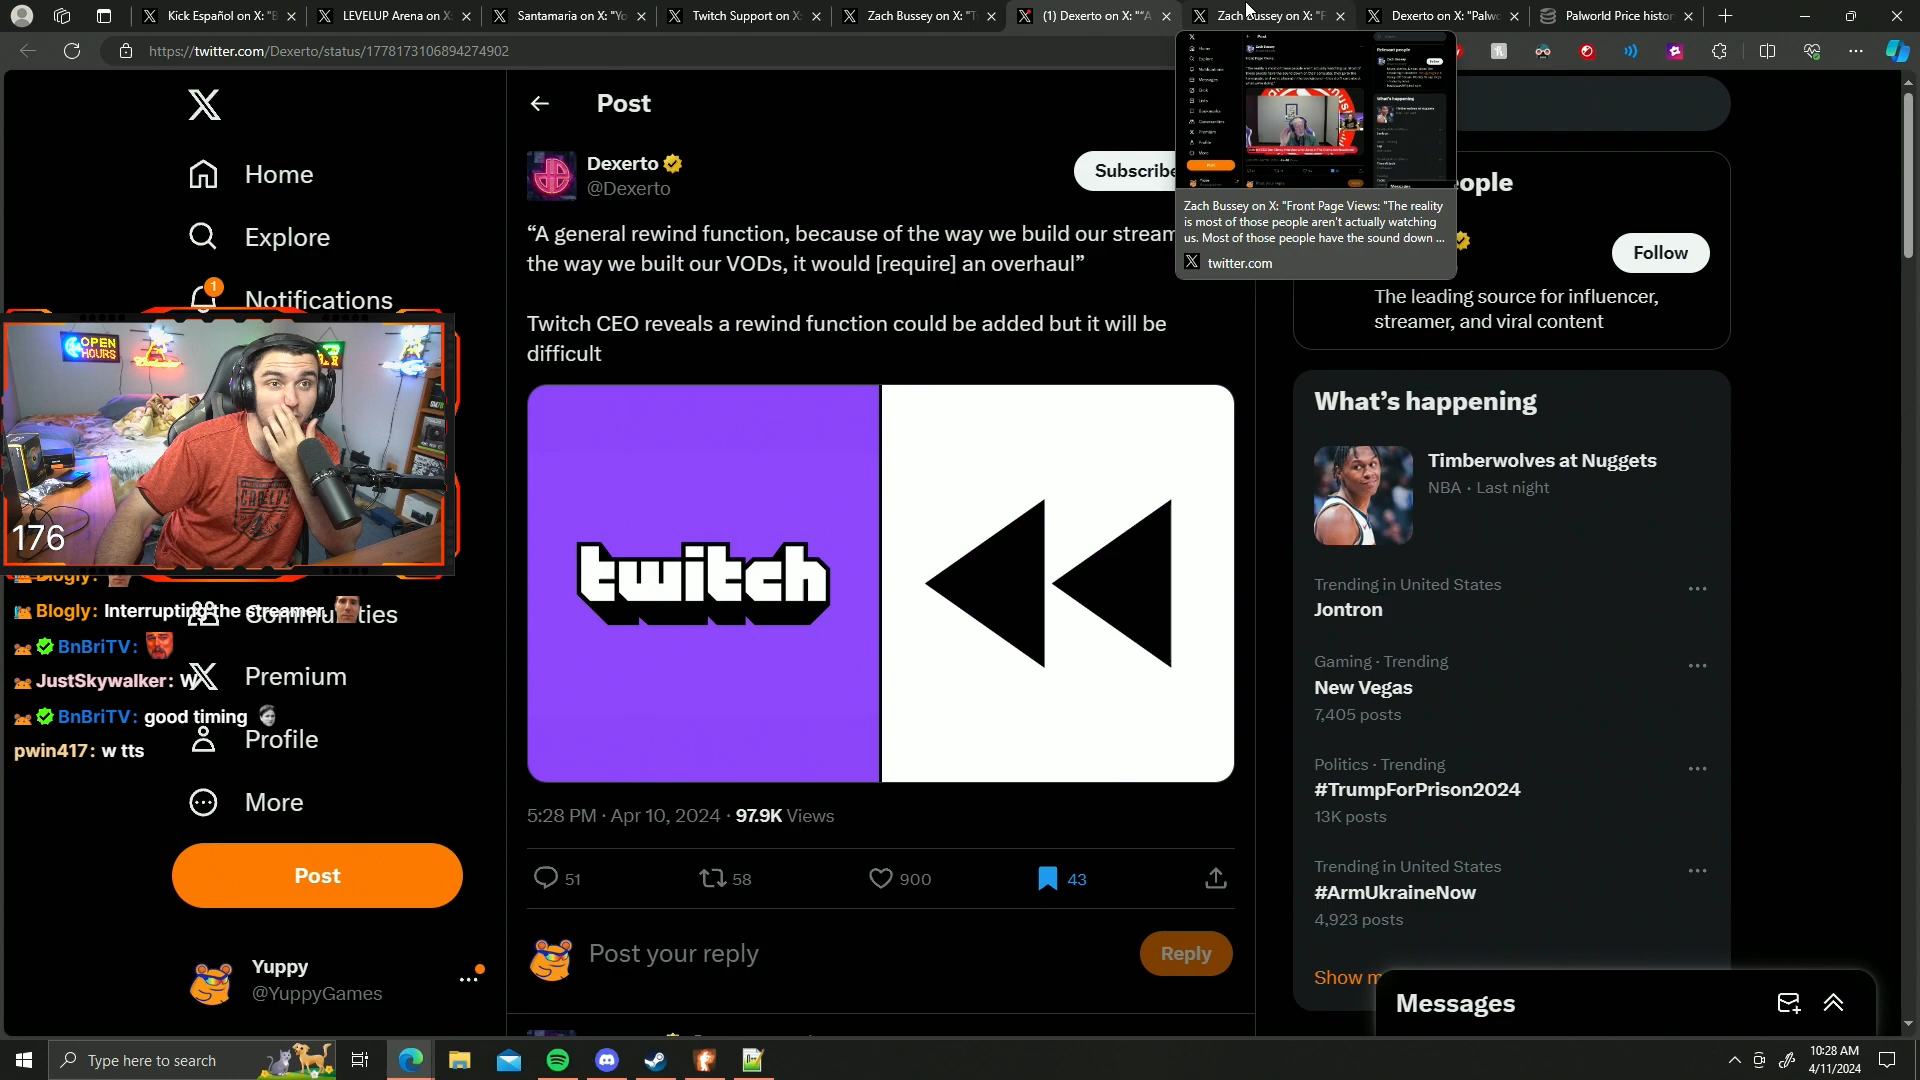 Kick Español on X: "B
LEVELUP Arena on X:
Santamaria on X: "Yo
Twitch Support on X:
Zach Bussey on X: "T
(1) Dexerto on X: "“A
Zach Bussey on X: "F
Dexerto on X: "Palwo
Palworld Price histor
https://twitter.com/Dexerto/status/1778173106894274902
Post
Dexerto
@Dexerto
Subscribe
“A general rewind function, because of the way we build our stream
the way we built our VODs, it would [require] an overhaul”
Twitch CEO reveals a rewind function could be added but it will be
difficult
twitch
5:28 PM · Apr 10, 2024 · 97.9K Views
51
58
900
43
Post your reply
Reply
Home
Explore
1
Notifications
OPEN
HOURS
176
Blogly:
Blogly: Interrupting the streamer.
Communities
BnBriTV:
Premium
JustSkywalker: W
BnBriTV: good timing
Profile
pwin417: w tts
More
Post
Yuppy
@YuppyGames
Zach Bussey on X: "Front Page Views: "The reality
is most of those people aren't actually watching
us. Most of those people have the sound down ...
twitter.com
eople
Follow
The leading source for influencer,
streamer, and viral content
What’s happening
Timberwolves at Nuggets
NBA · Last night
Trending in United States
Jontron
Gaming · Trending
New Vegas
7,405 posts
Politics · Trending
#TrumpForPrison2024
13K posts
Trending in United States
#ArmUkraineNow
4,923 posts
Show m
Messages
Type here to search
10:28 AM
4/11/2024